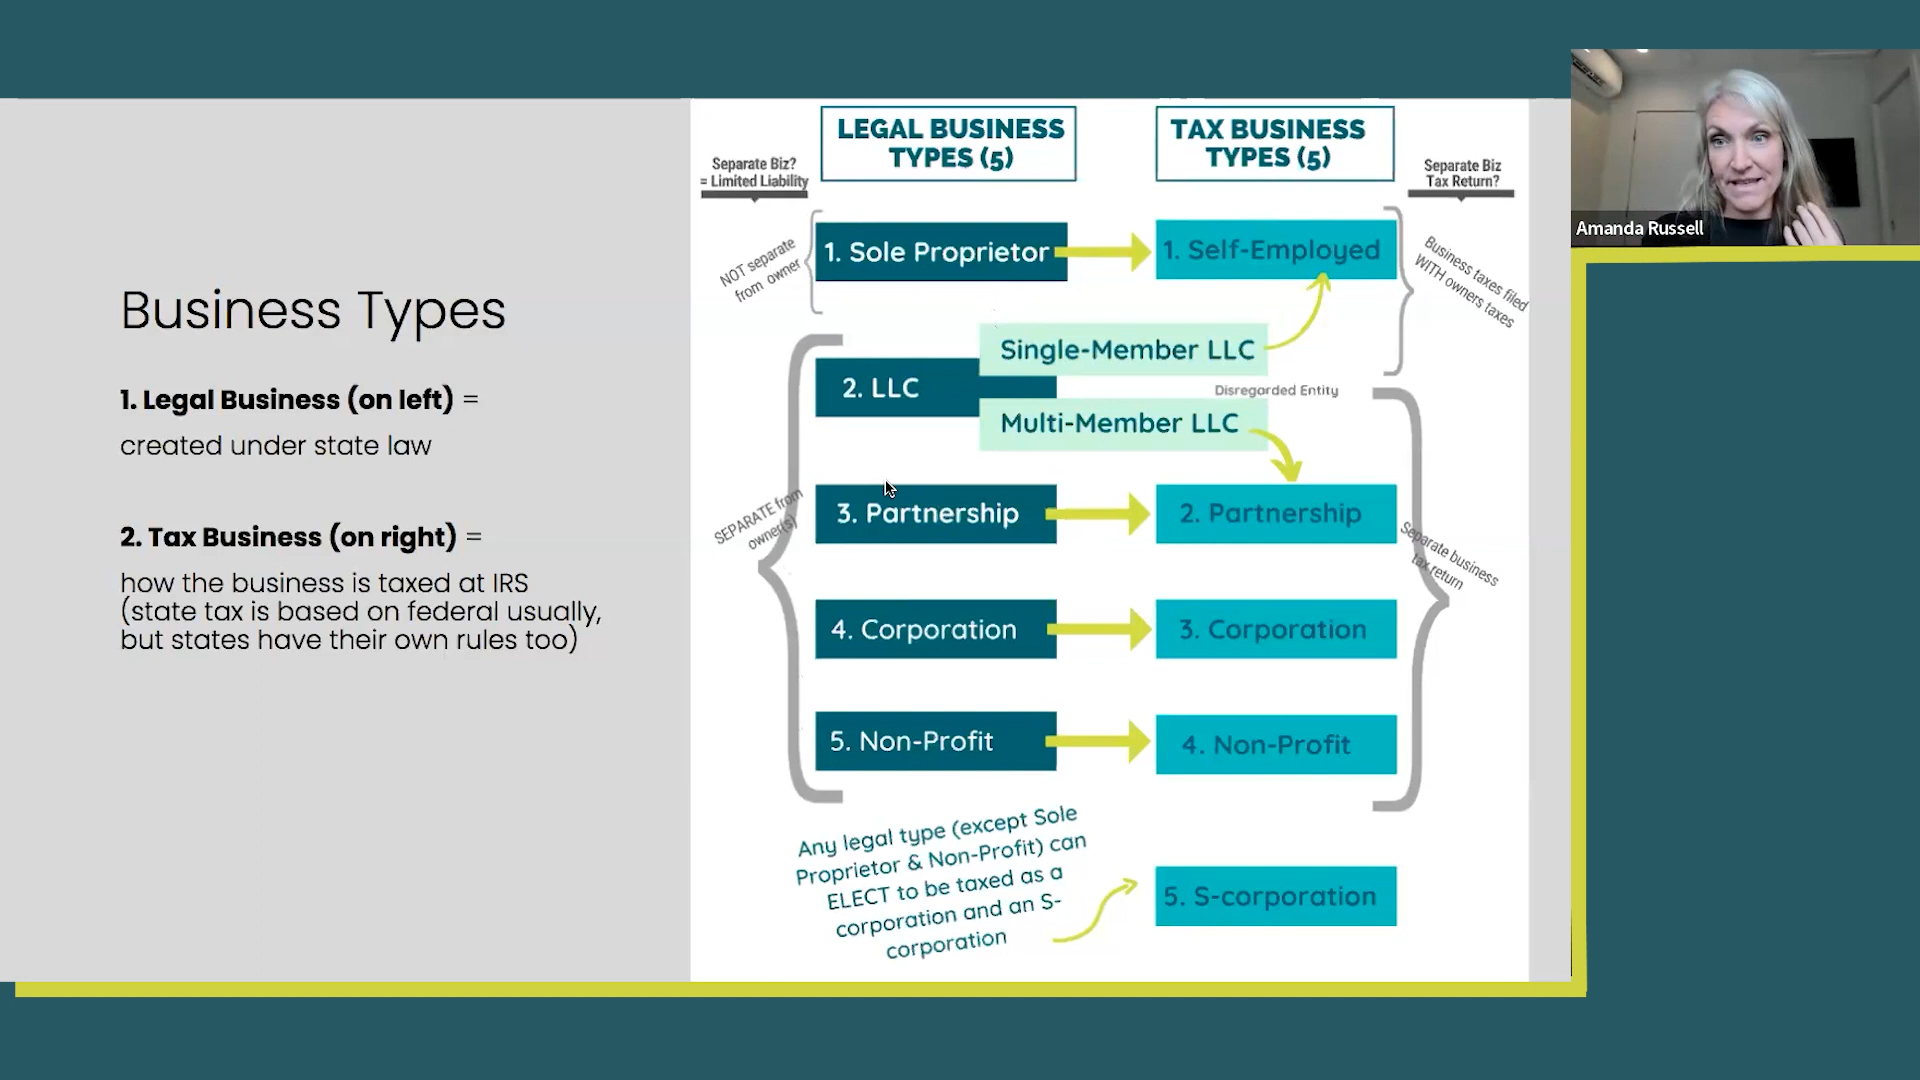 Business Types
1. Legal Business (on left) =
created under state law
2. Tax Business (on right) =
how the business is taxed at IRS
(state tax is based on federal usually,
but states have their own rules too)
LEGAL BUSINESS
TYPES (5)
TAX BUSINESS
TYPES (5)
Separate Biz?
= Limited Liability
Separate Biz
Tax Return?
NOT separate
from owner
1. Sole Proprietor
1. Self-Employed
Business taxes filed
WITH owners taxes
Single-Member LLC
2. LLC
Disregarded Entity
Multi-Member LLC
SEPARATE from
owner(s)
3. Partnership
2. Partnership
Separate business
tax return
4. Corporation
3. Corporation
5. Non-Profit
4. Non-Profit
Any legal type (except Sole
Proprietor & Non-Profit) can
ELECT to be taxed as a
corporation and an S-
corporation
5. S-corporation
Amanda Russell